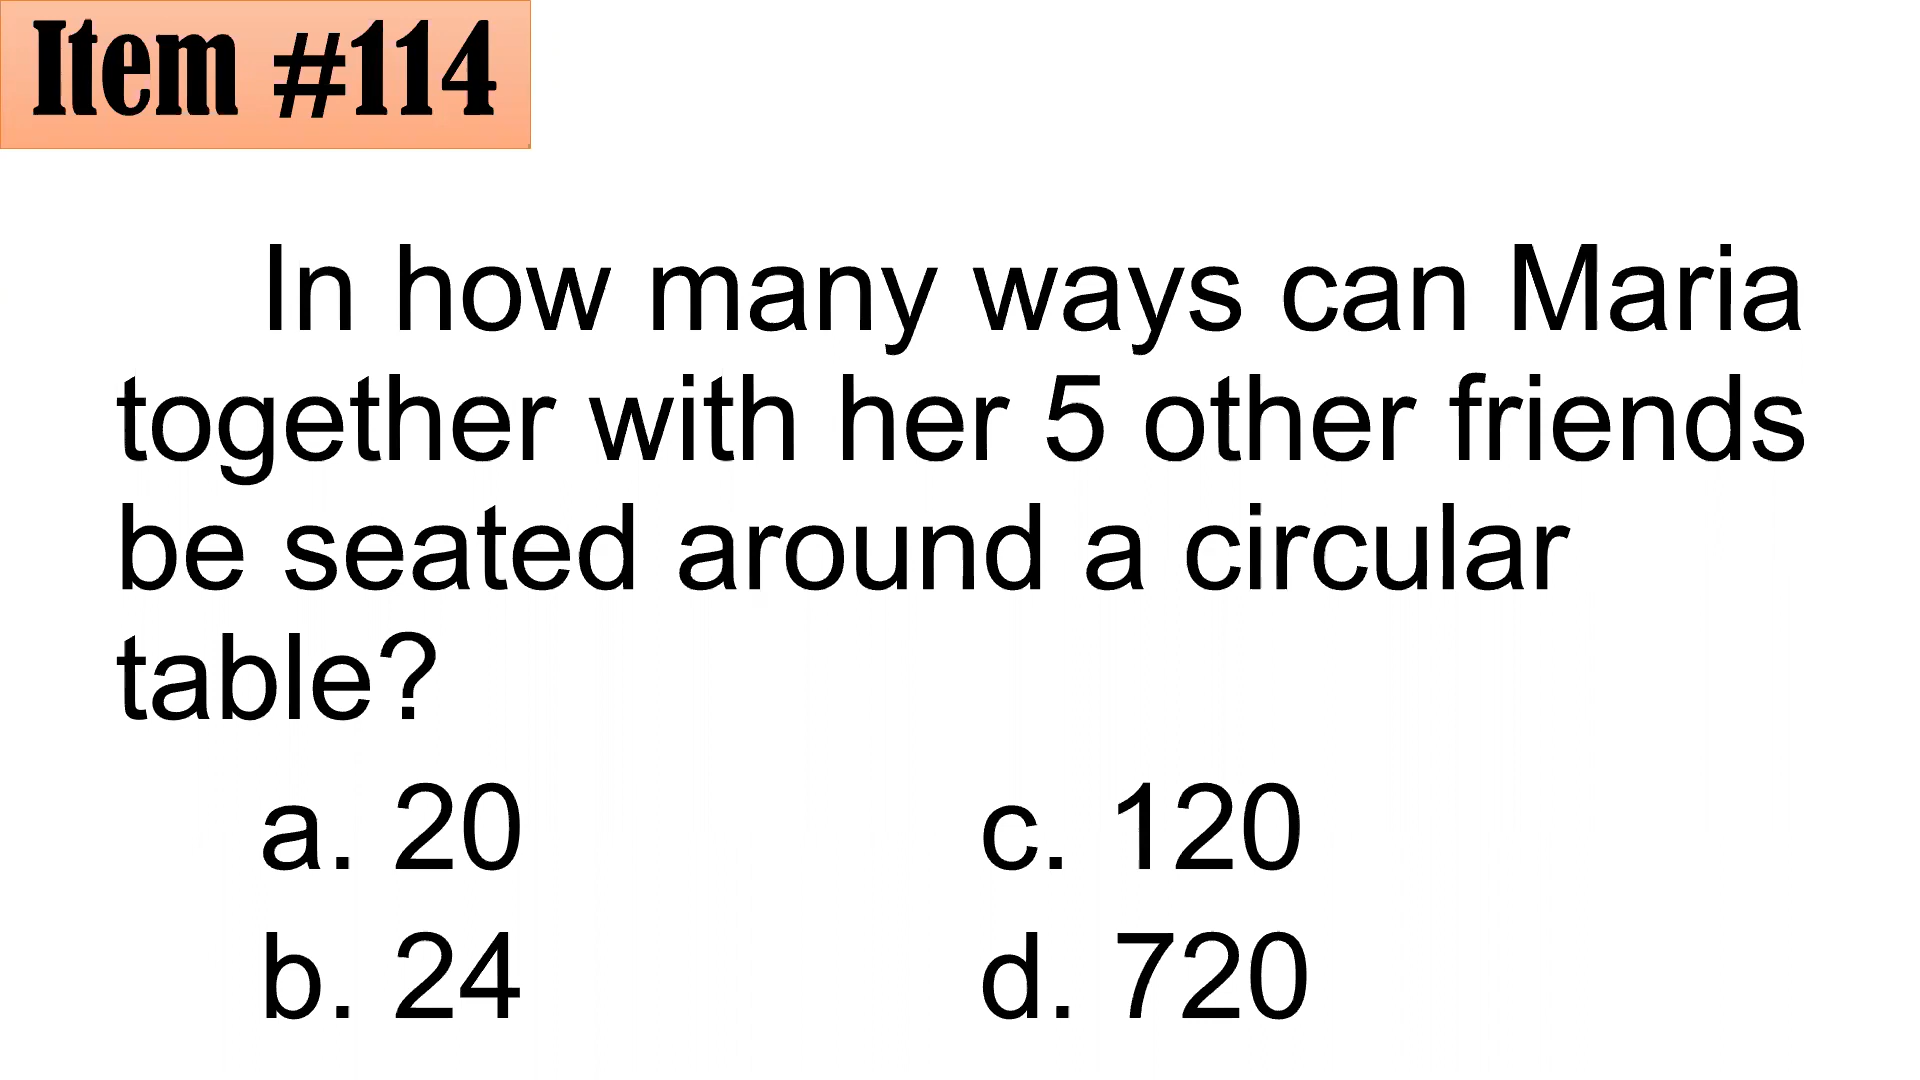 Item #114
In how many ways can Maria
together with her 5 other friends
be seated around a circular
table?
a. 20 c. 120
b. 24 d. 720